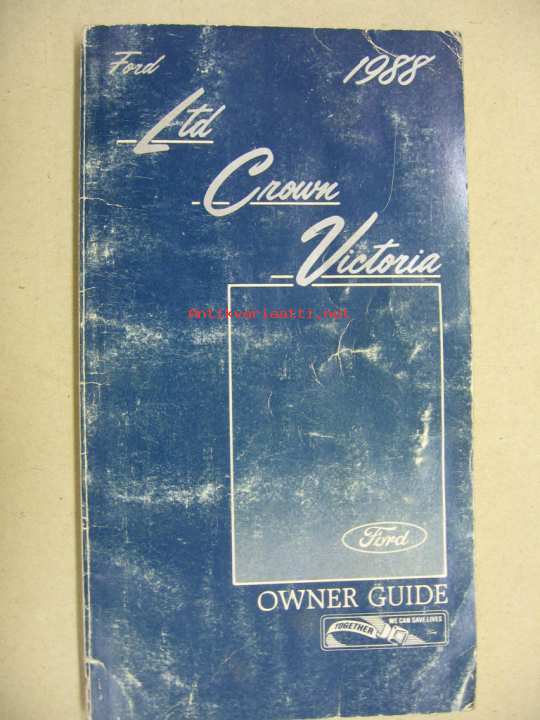 Ford
1988
Ltd
Crown
Victoria
Antikvariaatti.net
Ford
OWNER GUIDE
TOGETHER
WE CAN SAVE LIVES